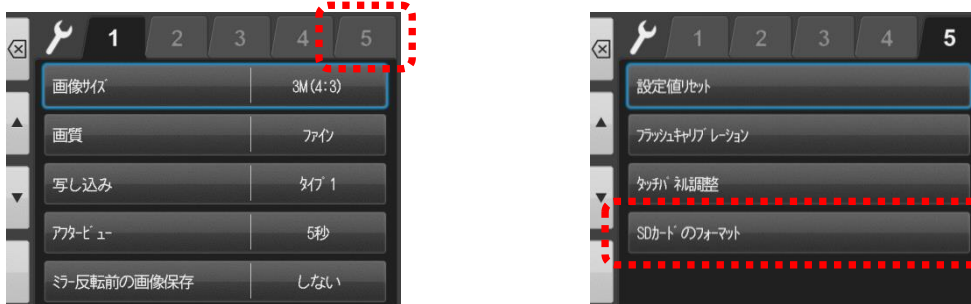 1 2 3 4 5
画像サイズ 3M(4:3)
画質 ファイン
写し込み タイプ 1
アフタービュー 5秒
ミラー反転前の画像保存 しない
1 2 3 4 5
設定値リセット
フラッシュキャリブレーション
タッチパネル調整
SDカードのフォーマット